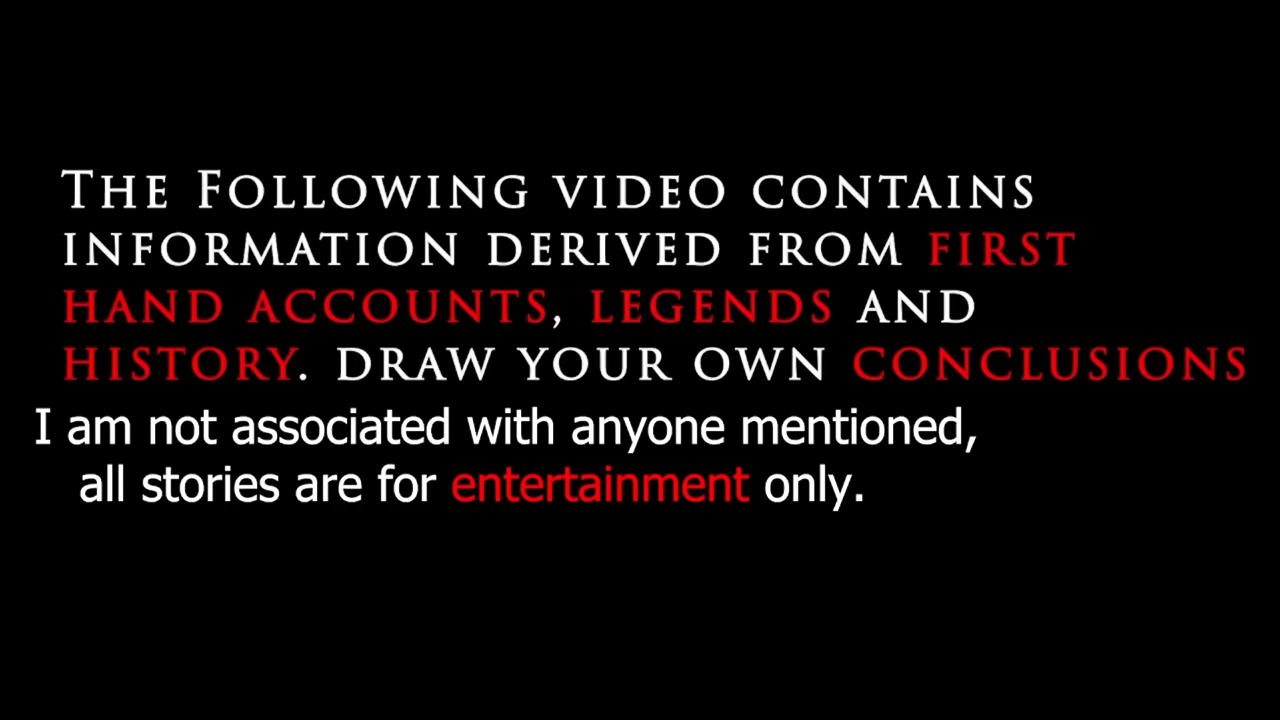 THE FOLLOWING VIDEO CONTAINS
INFORMATION DERIVED FROM FIRST
HAND ACCOUNTS, LEGENDS AND
HISTORY. DRAW YOUR OWN CONCLUSIONS
I am not associated with anyone mentioned,
all stories are for entertainment only.